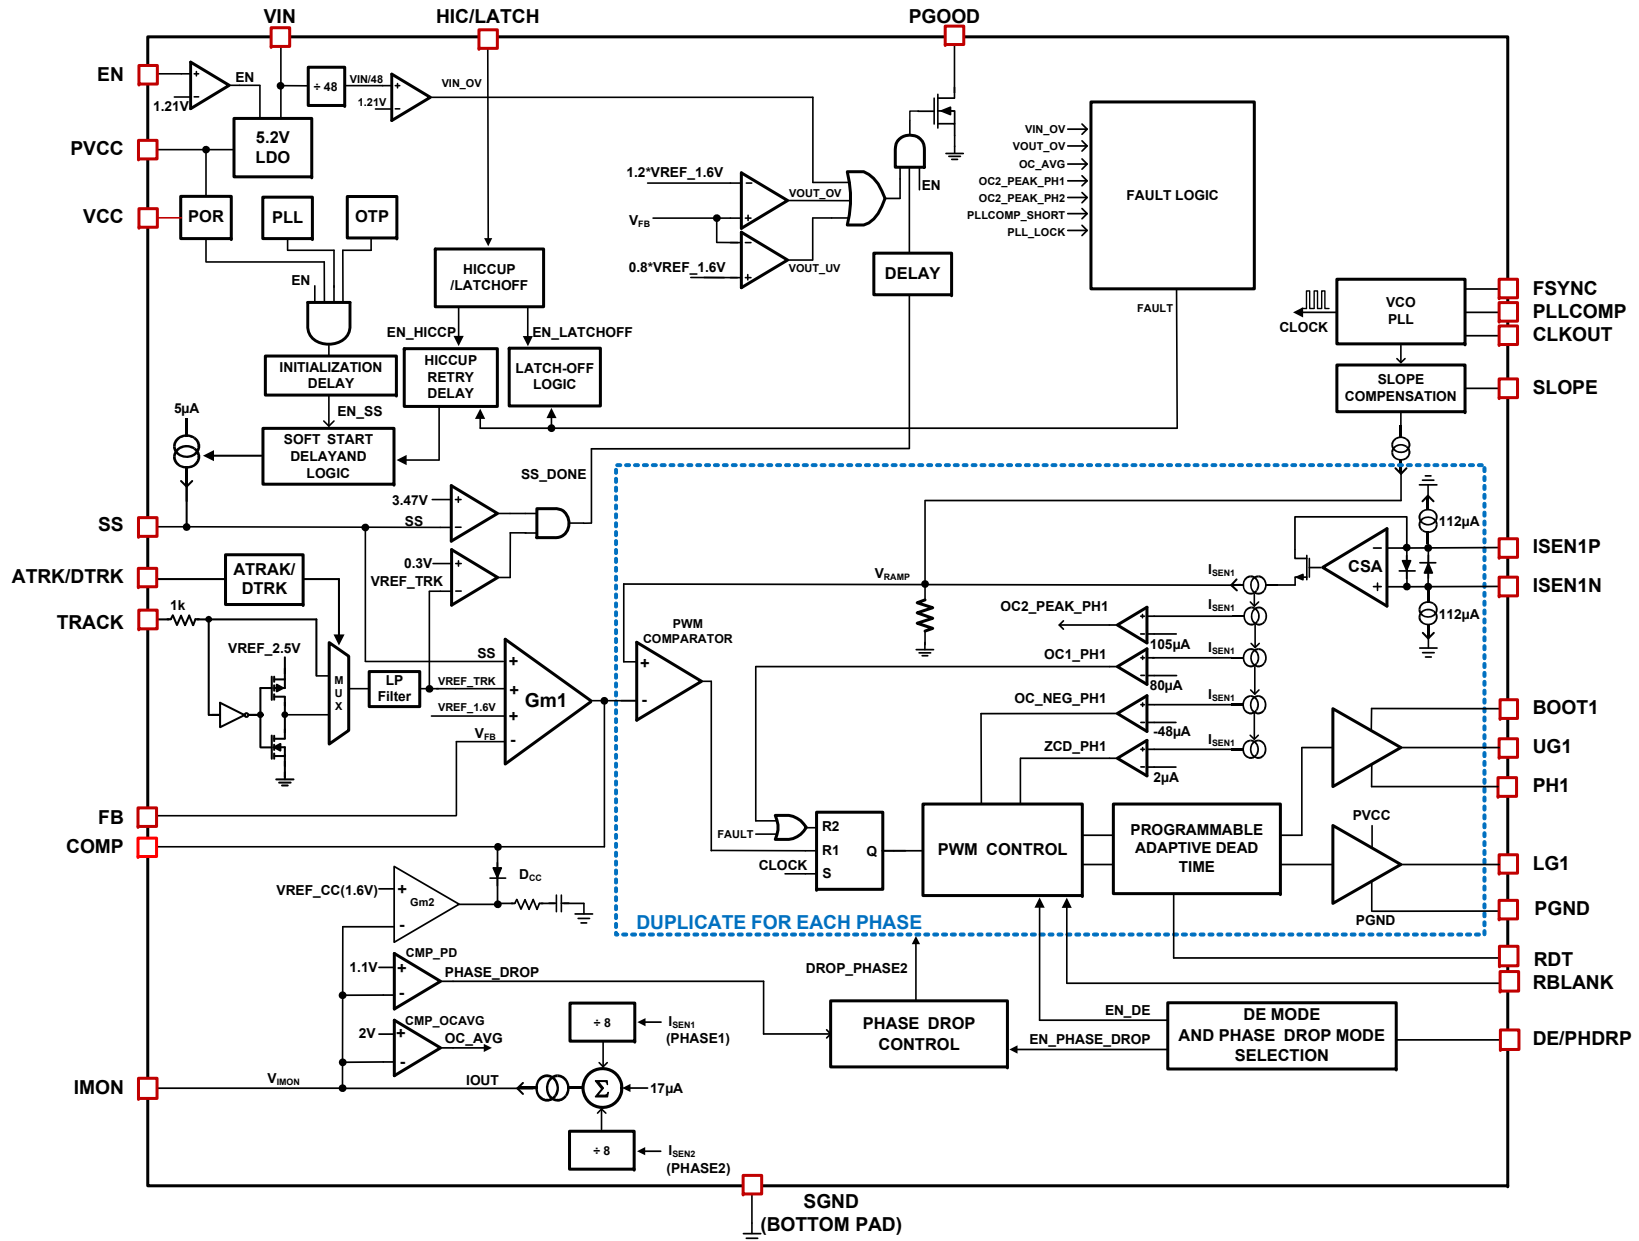 VIN
HIC/LATCH
PGOOD
EN
+
−
1.21V
EN
÷ 48
VIN/48
+
1.21V
−
VIN_OV
5.2V
LDO
PVCC
VCC
POR
PLL
OTP
EN
INITIALIZATION
DELAY
EN_SS
SOFT START
DELAYAND
LOGIC
5µA
HICCUP
/LATCHOFF
EN_HICCP
EN_LATCHOFF
HICCUP
RETRY
DELAY
LATCH-OFF
LOGIC
1.2*VREF_1.6V
−
+
VOUT_OV
VFB
−
+
0.8*VREF_1.6V
VOUT_UV
EN
DELAY
VIN_OV
VOUT_OV
OC_AVG
OC2_PEAK_PH1
OC2_PEAK_PH2
PLLCOMP_SHORT
PLL_LOCK
FAULT LOGIC
FAULT
CLOCK
VCO
PLL
FSYNC
PLLCOMP
CLKOUT
SLOPE
COMPENSATION
SLOPE
SS_DONE
3.47V
+
SS
−
0.3V
+
VREF_TRK
−
SS
ATRK/DTRK
ATRAK/
DTRK
TRACK
1k
VREF_2.5V
M
U
X
LP
Filter
SS
+
VREF_TRK
+
VREF_1.6V
+
VFB
-
Gm1
FB
COMP
PWM
COMPARATOR
+
-
VRAMP
ISEN1
OC2_PEAK_PH1
+
−
105µA
ISEN1
OC1_PH1
+
−
80µA
ISEN1
OC_NEG_PH1
+
−
-48µA
ISEN1
ZCD_PH1
+
−
2µA
ISEN1
CSA
−
+
112µA
112µA
ISEN1P
ISEN1N
BOOT1
UG1
PH1
PVCC
LG1
PGND
PGND
FAULT
CLOCK
R2
R1
S
Q
PWM CONTROL
PROGRAMMABLE
ADAPTIVE DEAD
TIME
DUPLICATE FOR EACH PHASE
RDT
RBLANK
VREF_CC(1.6V)
+
-
Gm2
DCC
CMP_PD
1.1V
+
-
PHASE_DROP
CMP_OCAVG
2V
+
-
OC_AVG
IMON
VIMON
IOUT
÷ 8
ISEN1
(PHASE1)
Σ
17µA
÷ 8
ISEN2
(PHASE2)
DROP_PHASE2
PHASE DROP
CONTROL
EN_DE
EN_PHASE_DROP
DE MODE
AND PHASE DROP MODE
SELECTION
DE/PHDRP
SGND
(BOTTOM PAD)